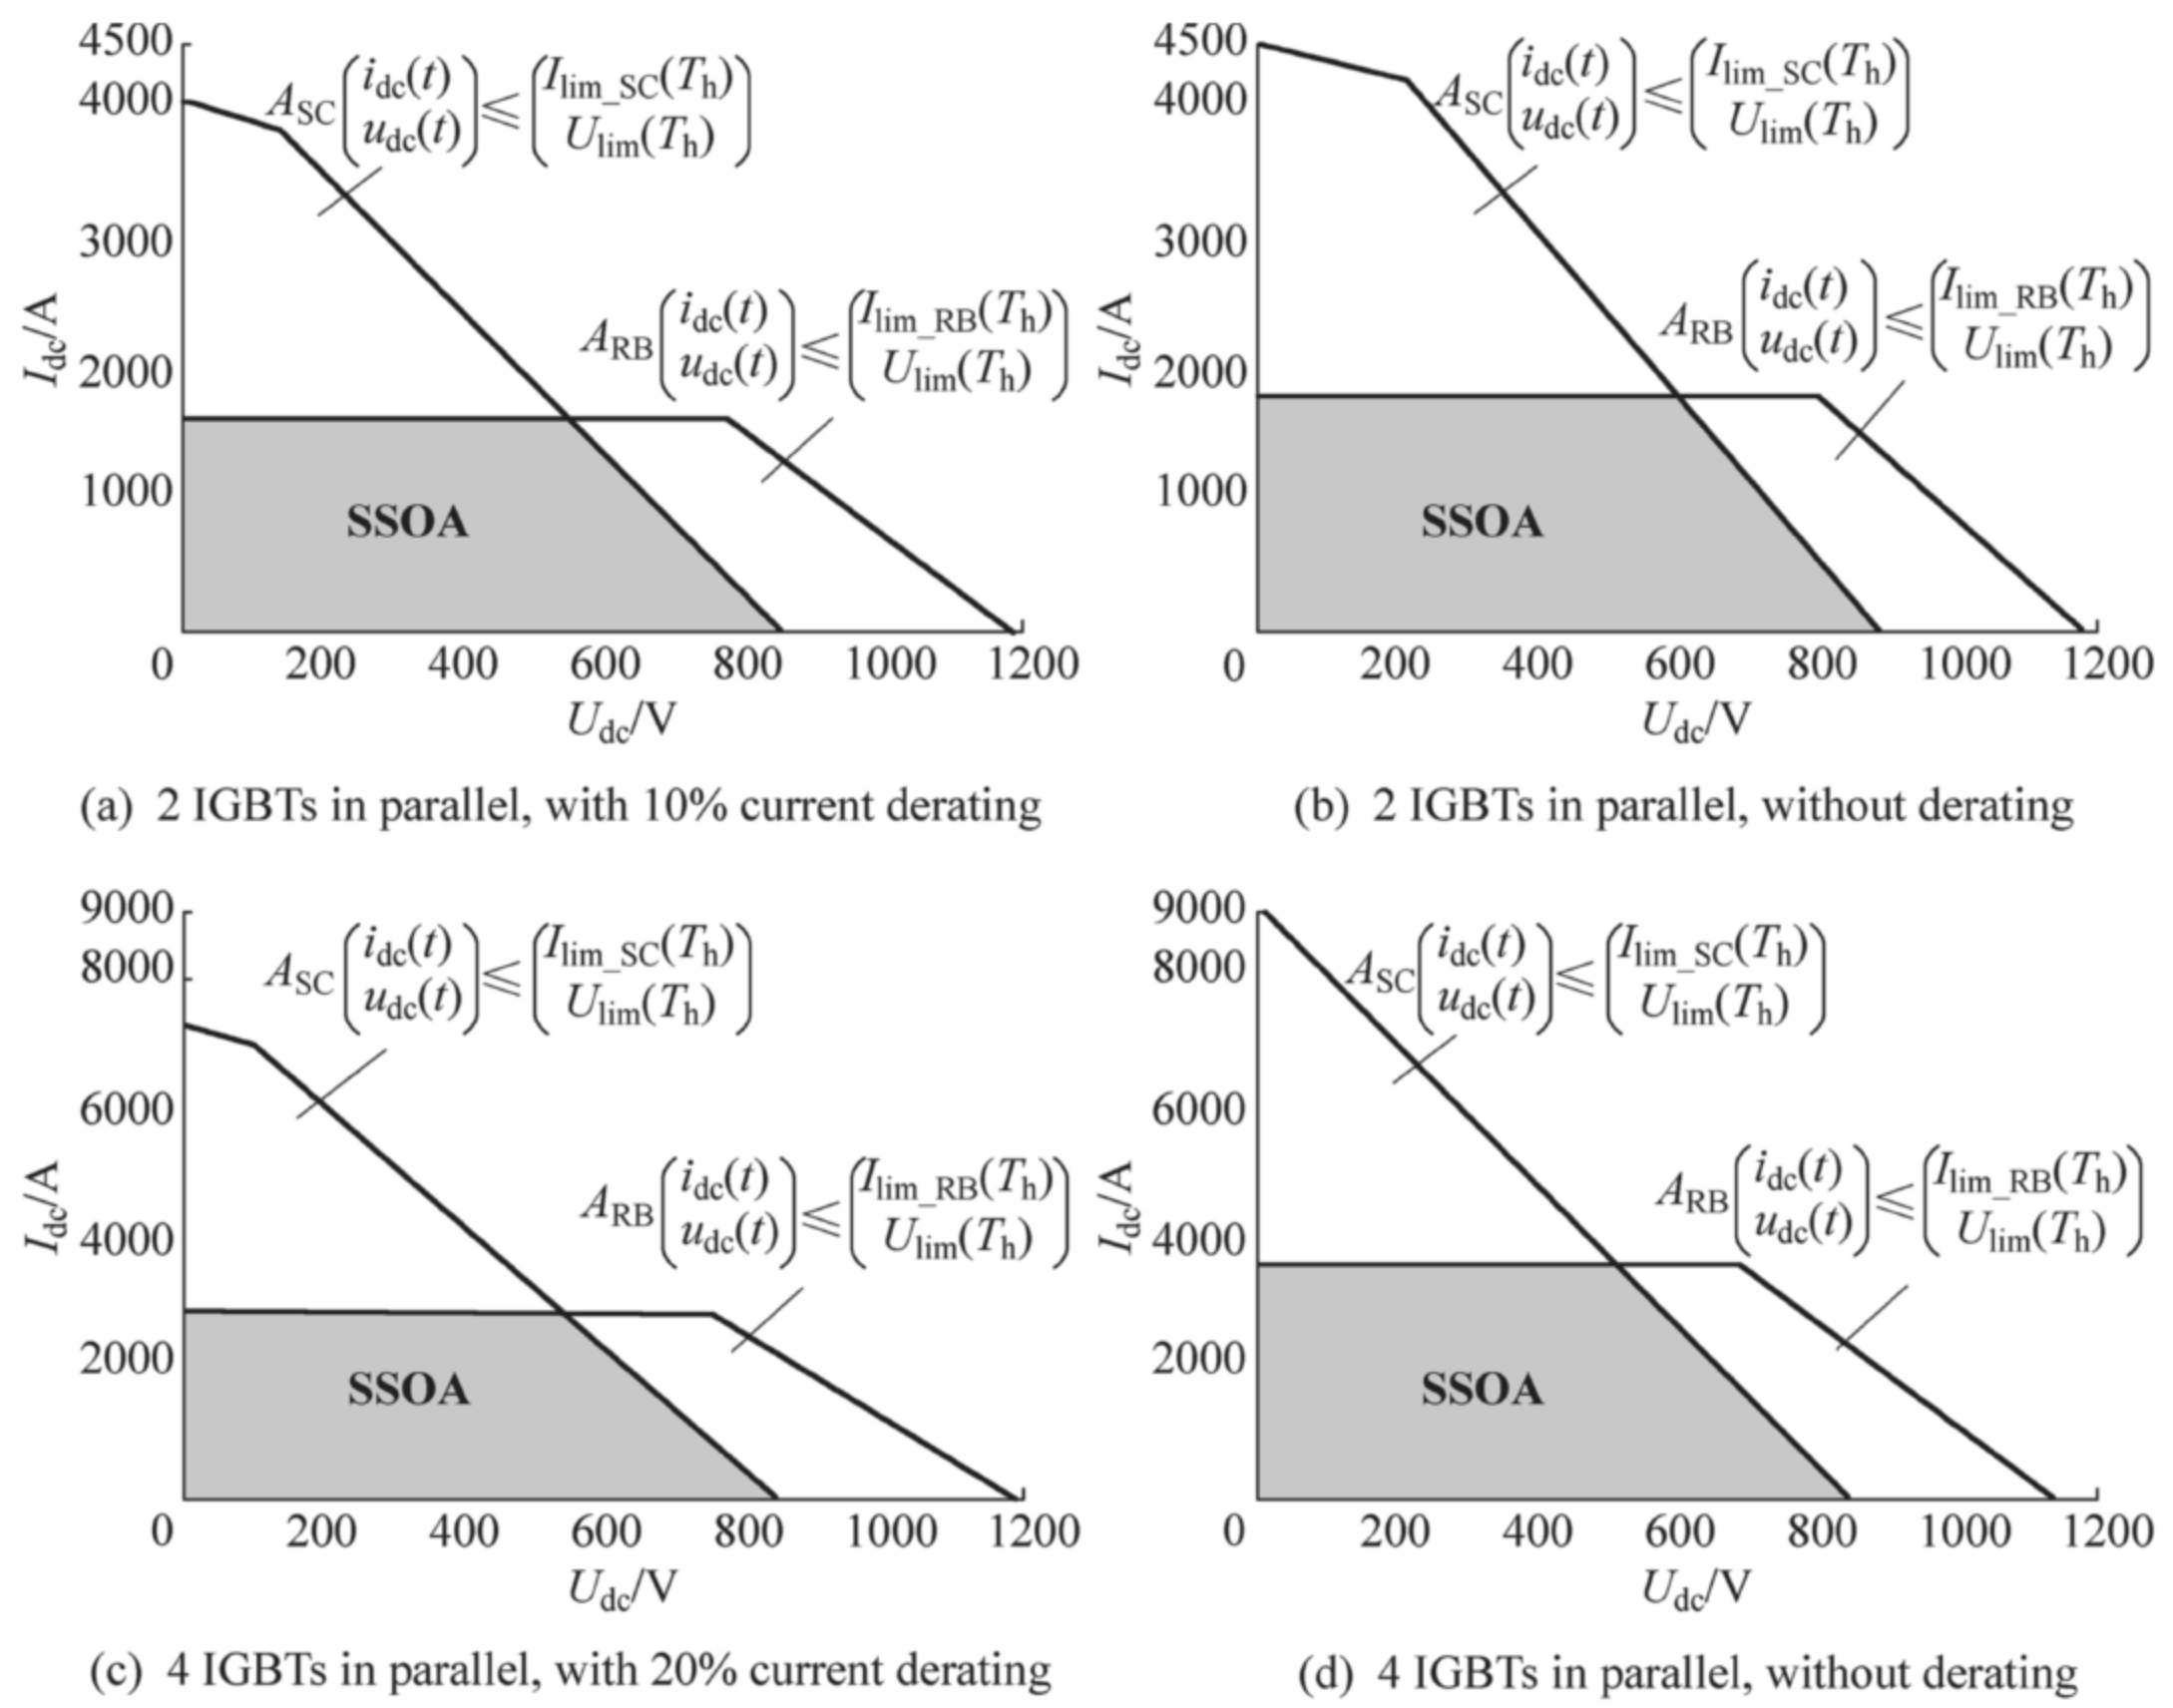 4500
4000
3000
2000
1000
I_dc/A
A_SC (i_dc(t) u_dc(t)) ⩽ (I_lim_SC(T_h) U_lim(T_h))
A_RB (i_dc(t) u_dc(t)) ⩽ (I_lim_RB(T_h) U_lim(T_h))
SSOA
0 200 400 600 800 1000 1200
U_dc/V
(a) 2 IGBTs in parallel, with 10% current derating
4500
4000
3000
2000
1000
I_dc/A
A_SC (i_dc(t) u_dc(t)) ⩽ (I_lim_SC(T_h) U_lim(T_h))
A_RB (i_dc(t) u_dc(t)) ⩽ (I_lim_RB(T_h) U_lim(T_h))
SSOA
0 200 400 600 800 1000 1200
U_dc/V
(b) 2 IGBTs in parallel, without derating
9000
8000
6000
4000
2000
I_dc/A
A_SC (i_dc(t) u_dc(t)) ⩽ (I_lim_SC(T_h) U_lim(T_h))
A_RB (i_dc(t) u_dc(t)) ⩽ (I_lim_RB(T_h) U_lim(T_h))
SSOA
0 200 400 600 800 1000 1200
U_dc/V
(c) 4 IGBTs in parallel, with 20% current derating
9000
8000
6000
4000
2000
I_dc/A
A_SC (i_dc(t) u_dc(t)) ⩽ (I_lim_SC(T_h) U_lim(T_h))
A_RB (i_dc(t) u_dc(t)) ⩽ (I_lim_RB(T_h) U_lim(T_h))
SSOA
0 200 400 600 800 1000 1200
U_dc/V
(d) 4 IGBTs in parallel, without derating